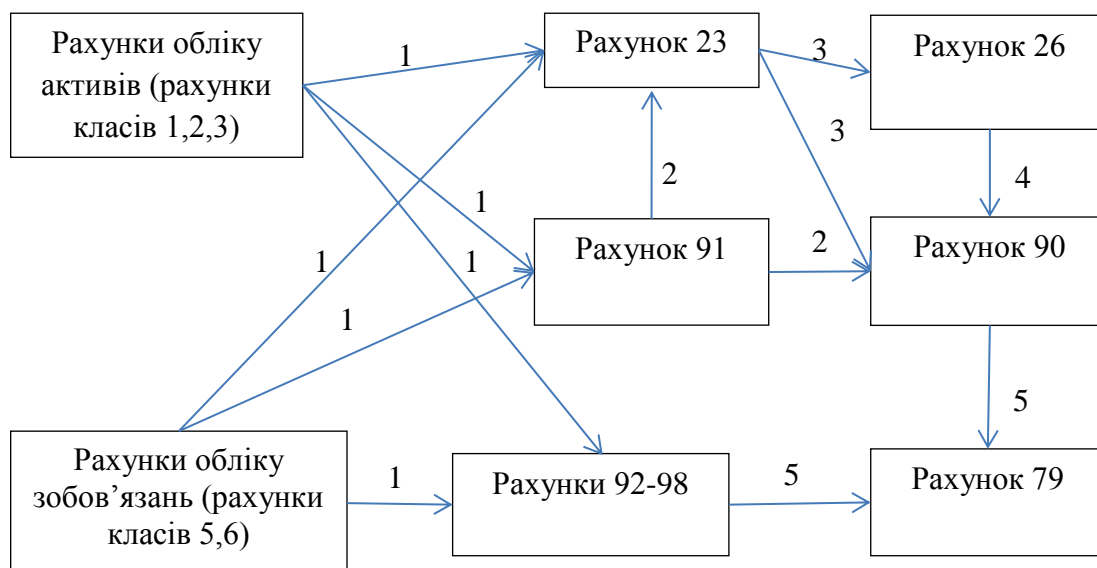 Рахунки обліку
активів (рахунки
класів 1,2,3)
1
Рахунок 23
3
Рахунок 26
3
2
4
1
1
1
Рахунок 91
2
Рахунок 90
1
5
Рахунки обліку
зобов’язань (рахунки
класів 5,6)
1
Рахунки 92-98
5
Рахунок 79